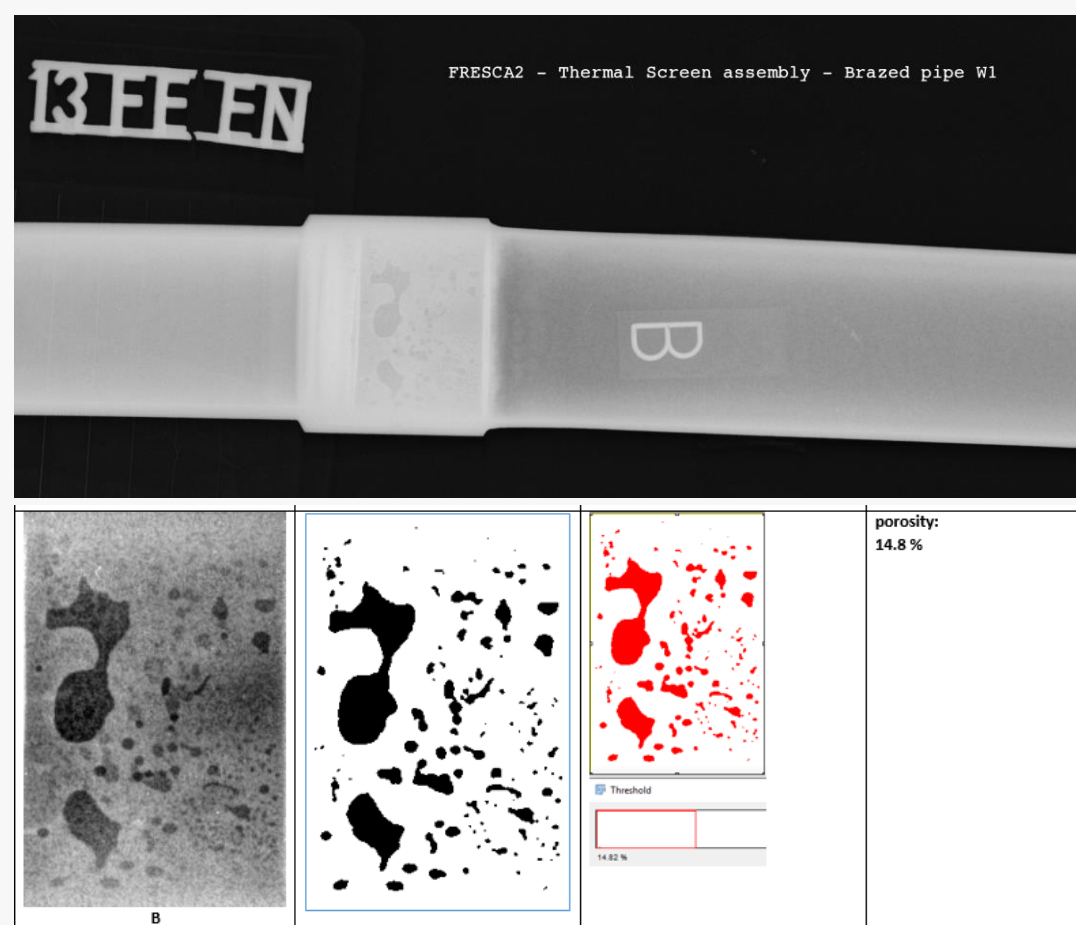 13 FE EN
FRESCA2 - Thermal Screen assembly - Brazed pipe W1
B
porosity:
14.8 %
Threshold
14.82 %
B